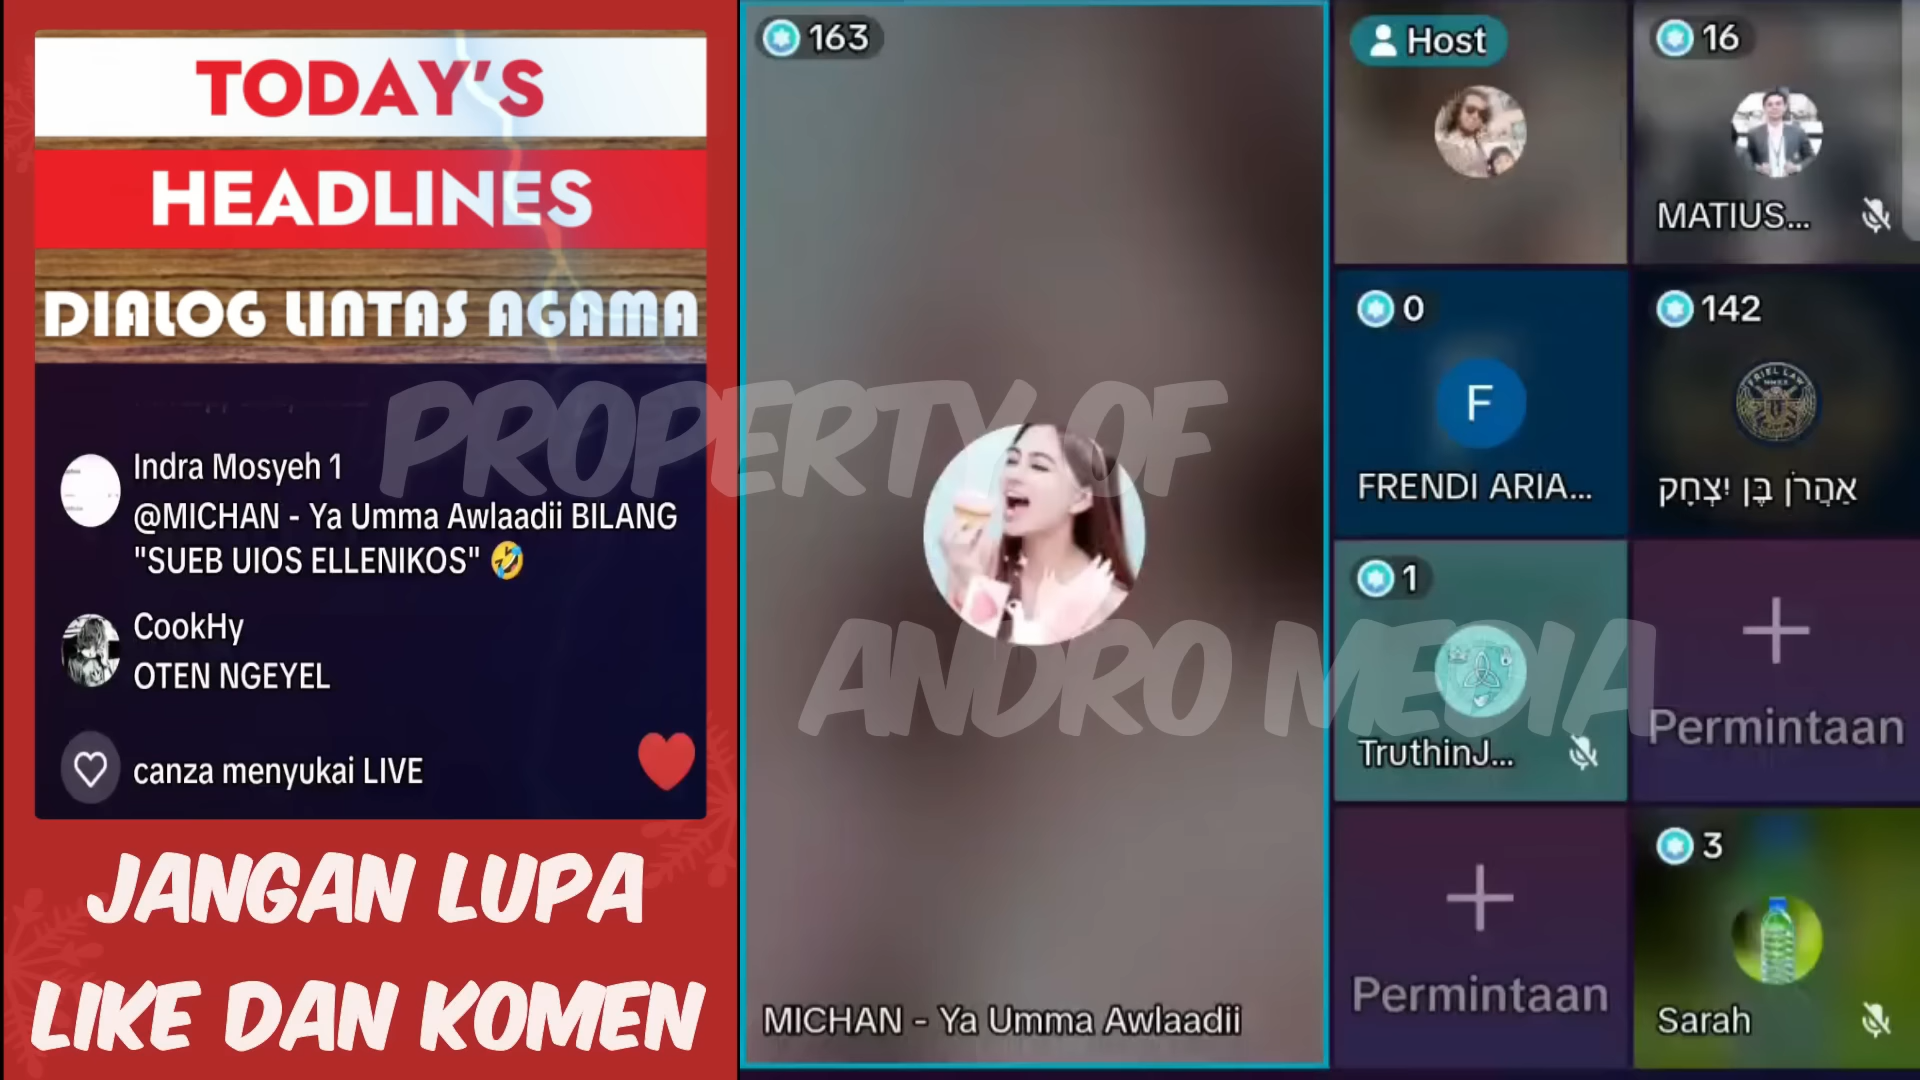 TODAY'S
HEADLINES
DIALOG LINTAS AGAMA
Indra Mosyeh 1
@MICHAN - Ya Umma Awlaadii BILANG
"SUEB UIOS ELLENIKOS" 🤣
CookHy
OTEN NGEYEL
canza menyukai LIVE
JANGAN LUPA
LIKE DAN KOMEN
163
MICHAN - Ya Umma Awlaadii
Host
16
MATIUS...
0
F
FRENDI ARIA...
142
אַהֲרֹן בֶּן יִצְחָק
1
TruthinJ...
Permintaan
Permintaan
3
Sarah
PROPERTY OF
ANDRO MEDIA